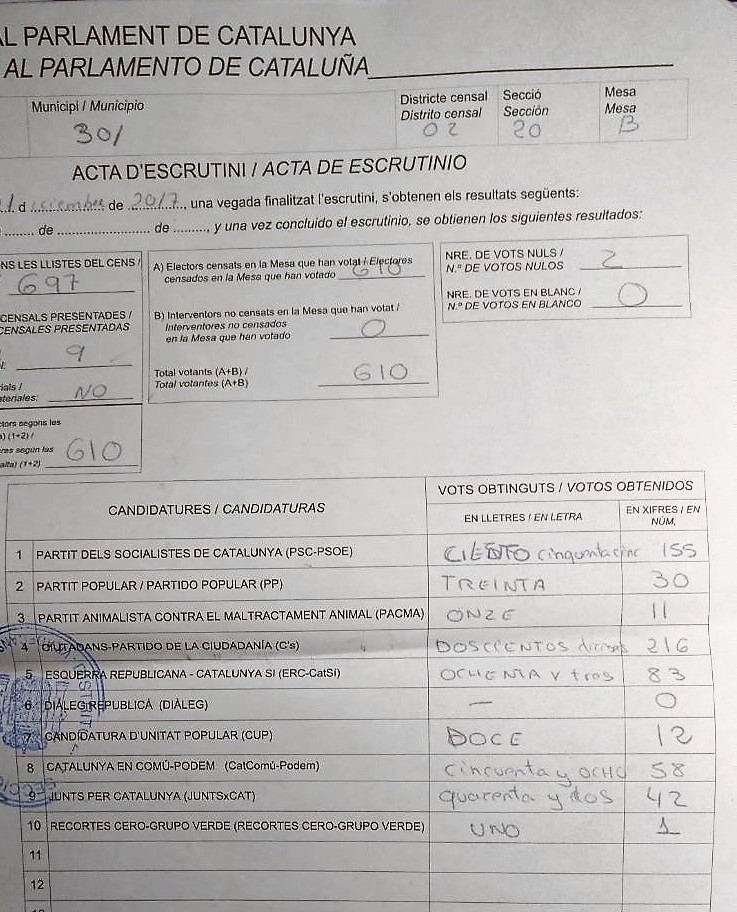 AL PARLAMENT DE CATALUNYA
AL PARLAMENTO DE CATALUÑA
Municipi / Municipio
301
Districte censal
Distrito censal
02
Secció
Sección
20
Mesa
Mesa
B
ACTA D'ESCRUTINI / ACTA DE ESCRUTINIO
de 2017, una vegada finalitzat l'escrutini, s'obtenen els resultats següents:
de de , y una vez concluido el escrutinio, se obtienen los siguientes resultados:
NS LES LLISTES DEL CENS /
697
CENSALS PRESENTADES /
CENSALES PRESENTADAS
9
ials /
ateriales: NO
ctors segons les
a) (1+2) /
res según las
alta) (1+2) 610
A) Electors censats en la Mesa que han votat / Electores
censados en la Mesa que han votado 610
B) Interventors no censats en la Mesa que han votat /
Interventores no censados
en la Mesa que han votado 0
Total votants (A+B) /
Total votantes (A+B) 610
NRE. DE VOTS NULS /
N.º DE VOTOS NULOS 2
NRE. DE VOTS EN BLANC /
N.º DE VOTOS EN BLANCO 0
CANDIDATURES / CANDIDATURAS
VOTS OBTINGUTS / VOTOS OBTENIDOS
EN LLETRES / EN LETRA
EN XIFRES / EN
NÚM.
1 PARTIT DELS SOCIALISTES DE CATALUNYA (PSC-PSOE) CIENTO cinquentacinc 155
2 PARTIT POPULAR / PARTIDO POPULAR (PP) TREINTA 30
3 PARTIT ANIMALISTA CONTRA EL MALTRACTAMENT ANIMAL (PACMA) ONZE 11
4 CIUTADANS-PARTIDO DE LA CIUDADANÍA (C's) DOSCIENTOS 216
5 ESQUERRA REPUBLICANA - CATALUNYA SI (ERC-CatSí) OCHENTA Y tres 83
6 DIÀLEG REPUBLICÀ (DIÀLEG) — 0
7 CANDIDATURA D'UNITAT POPULAR (CUP) DOCE 12
8 CATALUNYA EN COMÚ-PODEM (CatComú-Podem) cincuenta y OCHO 58
9 JUNTS PER CATALUNYA (JUNTSxCAT) quarenta y dos 42
10 RECORTES CERO-GRUPO VERDE (RECORTES CERO-GRUPO VERDE) UNO 1
11
12